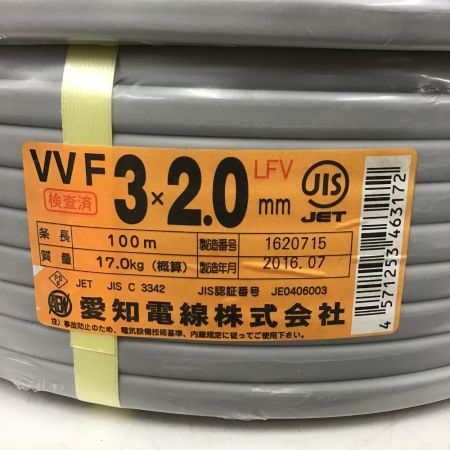 VVF 3×2.0 mm LFV
検査済
JIS
JET
条長 100m 製造番号 1620715
質量 17.0kg (概算) 製造年月 2016.07
JET JIS C 3342 JIS認証番号 JE0406003
愛知電線株式会社
注) 事故防止のため、電気設備技術基準、内線規定に従ってご使用下さい。
4571233463172